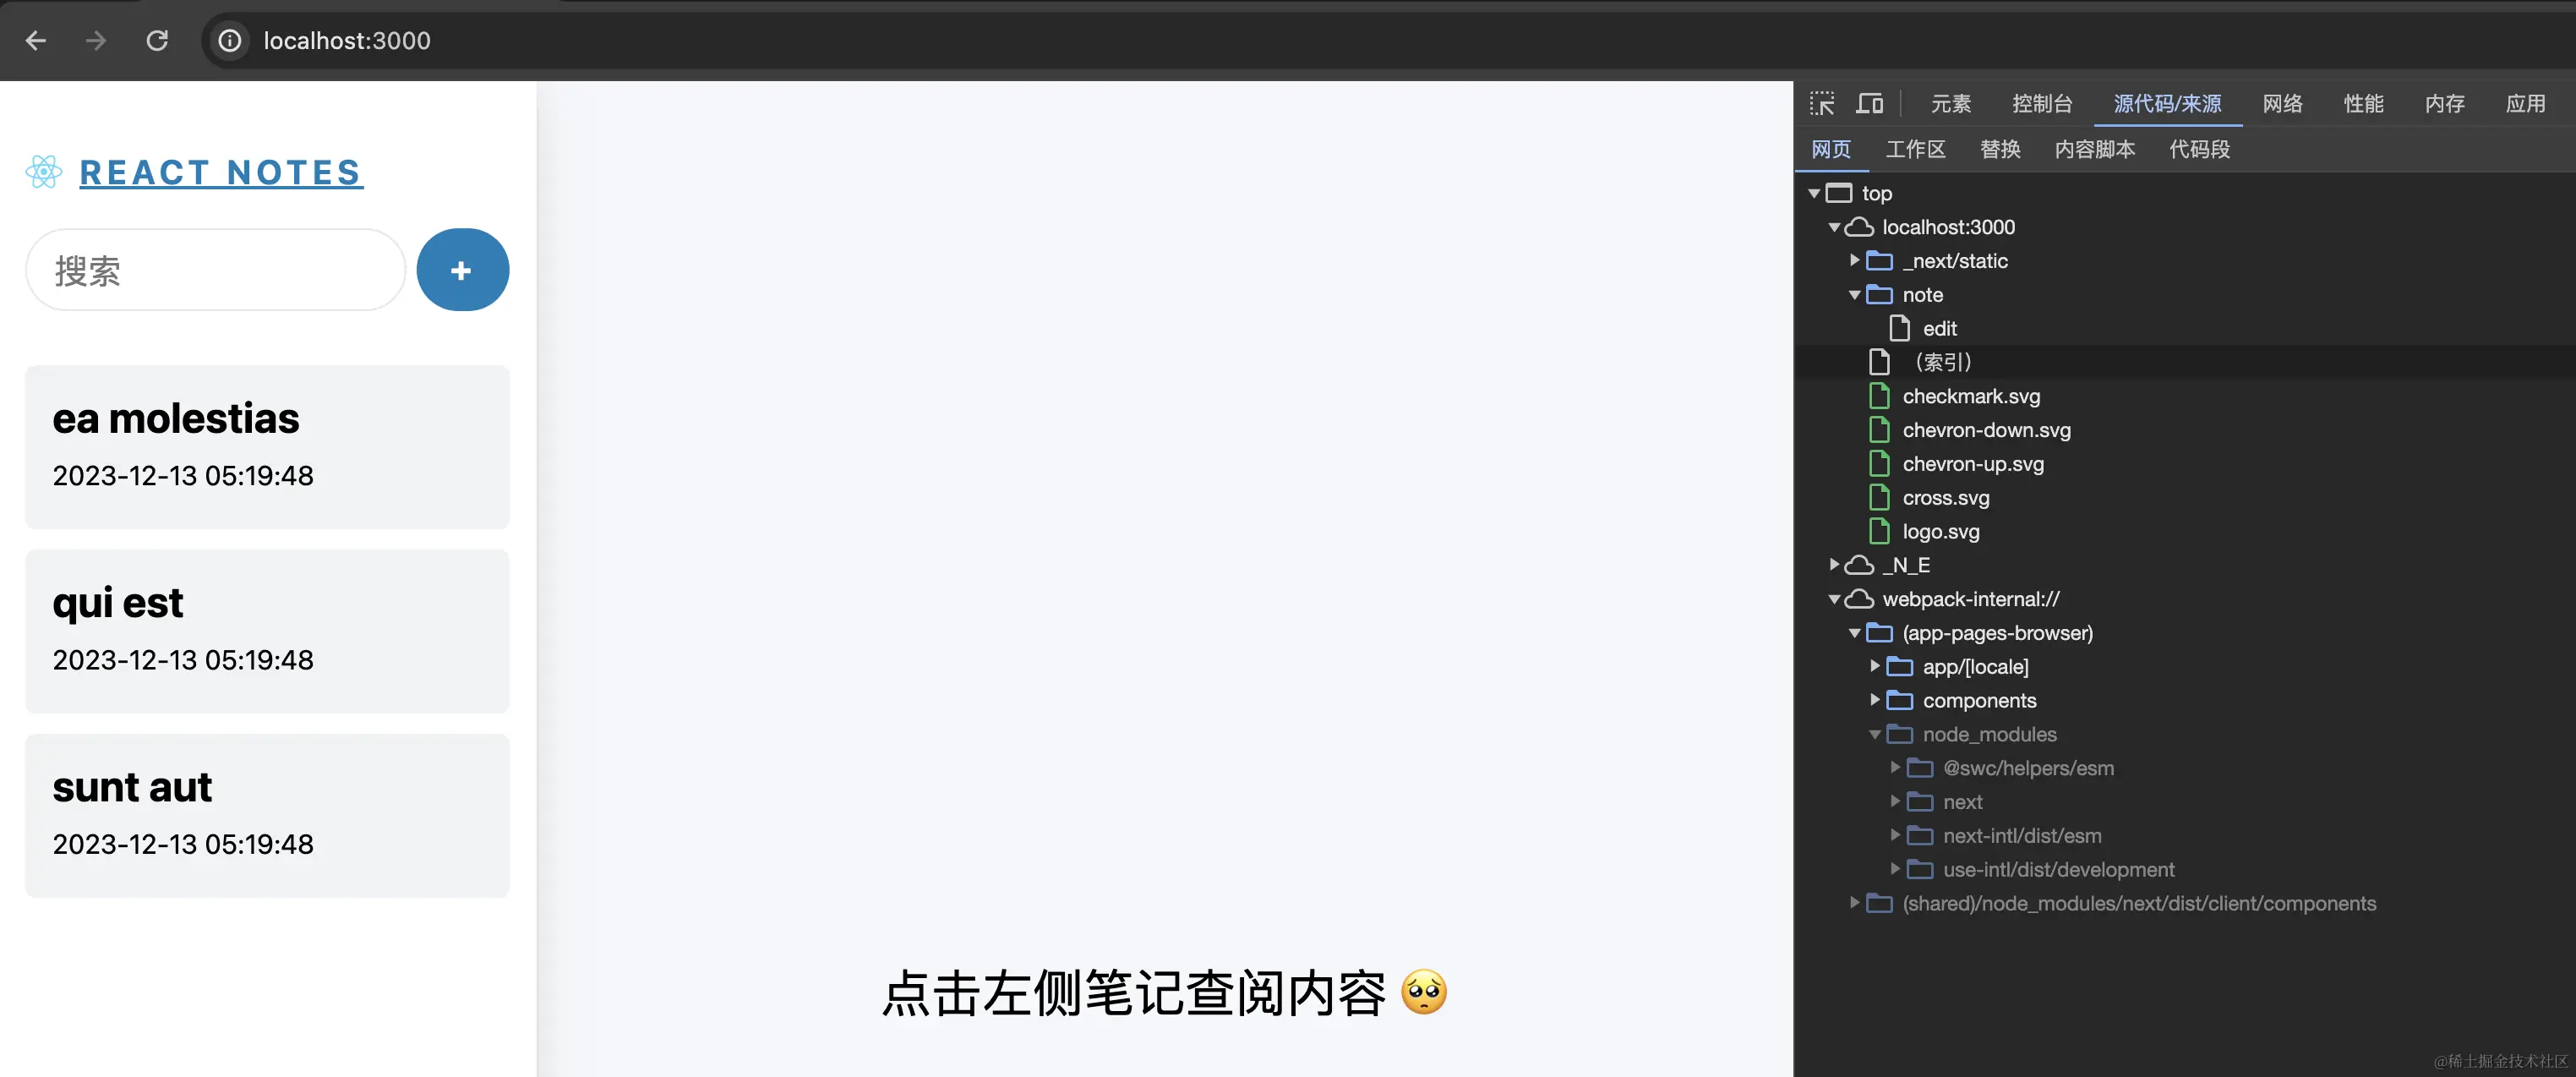 localhost:3000
REACT NOTES
搜索
+
ea molestias
2023-12-13 05:19:48
qui est
2023-12-13 05:19:48
sunt aut
2023-12-13 05:19:48
点击左侧笔记查阅内容 🥺
元素 控制台 源代码/来源 网络 性能 内存 应用
网页 工作区 替换 内容脚本 代码段
top
localhost:3000
_next/static
note
edit
（索引）
checkmark.svg
chevron-down.svg
chevron-up.svg
cross.svg
logo.svg
_N_E
webpack-internal://
(app-pages-browser)
app/[locale]
components
node_modules
@swc/helpers/esm
next
next-intl/dist/esm
use-intl/dist/development
(shared)/node_modules/next/dist/client/components
@稀土掘金技术社区